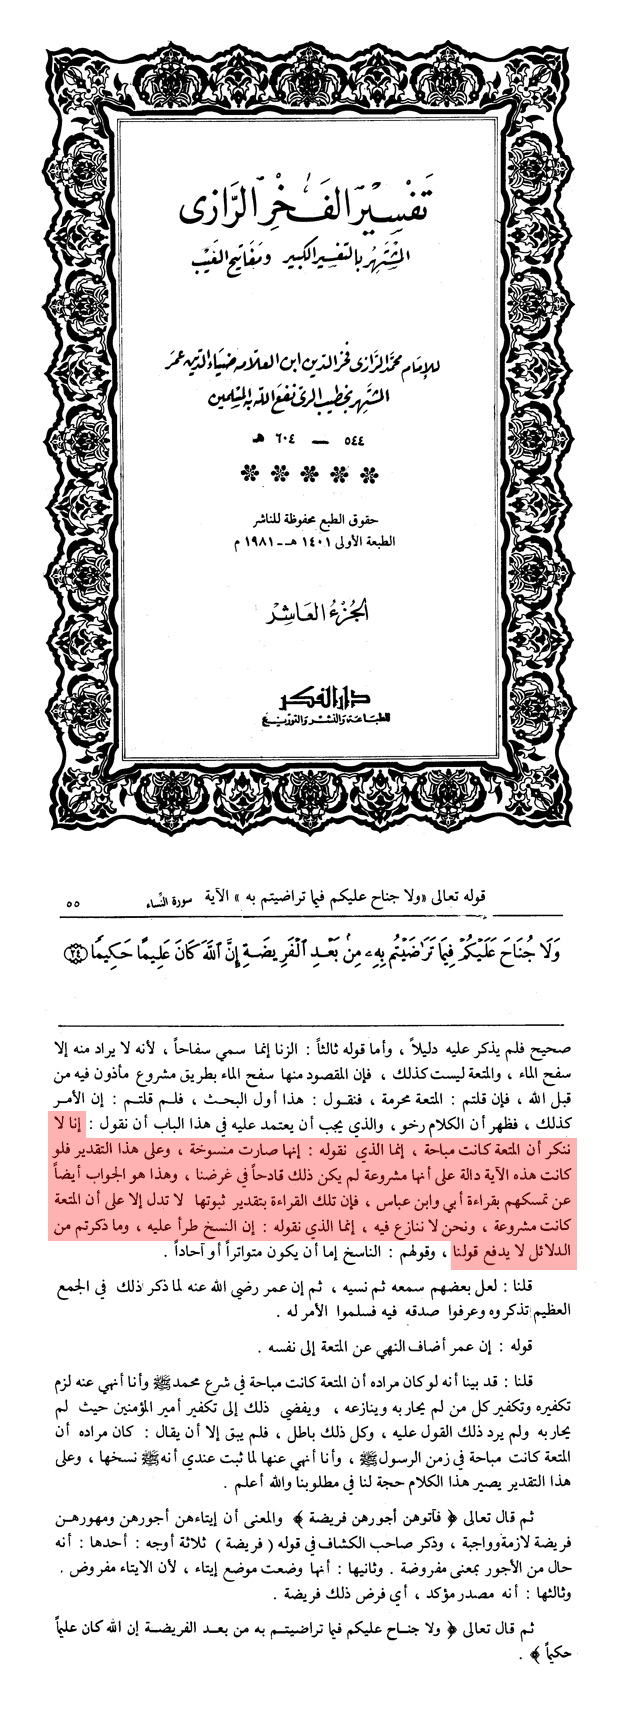 تَفْسِير الفَخْر الرَّازى
المشْتَهر بالتفسير الكبير ومفاتيح الغيب
للإمام محمد الرازى فخر الدين ابن العلامه ضياء الدين عمر
المشتهر بخطيب الرى نفع الله به المسلمين
٥٤٤ — ٦٠٤ هـ
حقوق الطبع محفوظة للناشر
الطبعة الأولى ١٤٠١ هـ - ١٩٨١ م
الجُزْءُ العَاشِر
دار الفكر
للطباعة والنشر والتوزيع
قوله تعالى «ولا جناح عليكم فيما تراضيتم به» الآية سورة النِّساء ٥٥
وَلَا جُنَاحَ عَلَيْكُمْ فِيمَا تَرَاضَيْتُم بِهِ مِنْ بَعْدِ الْفَرِيضَةِ إِنَّ اللَّهَ كَانَ عَلِيمًا حَكِيمًا ٢٤
صحيح فلم يذكر عليه دليلاً ، وأما قوله ثالثاً : الزنا إنما سمي سفاحاً ، لأنه لا يراد منه إلا
سفح الماء ، والمتعة ليست كذلك ، فإن المقصود منها سفح الماء بطريق مشروع مأذون فيه من
قبل الله ، فإن قلتم : المتعة محرمة ، فنقول : هذا أول البحث ، فلم قلتم : إن الأمر
كذلك ، فظهر أن الكلام رخو ، والذي يجب أن يعتمد عليه في هذا الباب أن نقول : إنا لا
ننكر أن المتعة كانت مباحة ، إنما الذي نقوله : إنها صارت منسوخة ، وعلى هذا التقدير فلو
كانت هذه الآية دالة على أنها مشروعة لم يكن ذلك قادحاً في غرضنا ، وهذا هو الجواب أيضاً
عن تمسكهم بقراءة أبي وابن عباس ، فإن تلك القراءة بتقدير ثبوتها لا تدل إلا على أن المتعة
كانت مشروعة ، ونحن لا ننازع فيه ، إنما الذي نقوله : إن النسخ طرأ عليه ، وما ذكرتم من
الدلائل لا يدفع قولنا ، وقولهم : الناسخ إما أن يكون متواتراً أو آحاداً .
قلنا : لعل بعضهم سمعه ثم نسيه ، ثم إن عمر رضي الله عنه لما ذكر ذلك في الجمع
العظيم تذكروه وعرفوا صدقه فيه فسلموا الأمر له .
قوله : إن عمر أضاف النهي عن المتعة إلى نفسه .
قلنا : قد بينا أنه لو كان مراده أن المتعة كانت مباحة في شرع محمد ﷺ وأنا أنهي عنه لزم
تكفيره وتكفير كل من لم يحاربه وينازعه ، ويفضي ذلك إلى تكفير أمير المؤمنين حيث لم
يحاربه ولم يرد ذلك القول عليه ، وكل ذلك باطل ، فلم يبق إلا أن يقال : كان مراده أن
المتعة كانت مباحة في زمن الرسول ﷺ ، وأنا أنهي عنها لما ثبت عندي أنه ﷺ نسخها ، وعلى
هذا التقدير يصير هذا الكلام حجة لنا في مطلوبنا والله أعلم .
ثم قال تعالى ﴿ فآتوهن أجورهن فريضة ﴾ والمعنى أن إيتاءهن أجورهن ومهورهن
فريضة لازمة وواجبة ، وذكر صاحب الكشاف في قوله ( فريضة ) ثلاثة أوجه : أحدها : أنه
حال من الأجور بمعنى مفروضة . وثانيها : أنها وضعت موضع إيتاء ، لأن الايتاء مفروض .
وثالثها : أنه مصدر مؤكد ، أي فرض ذلك فريضة .
ثم قال تعالى ﴿ ولا جناح عليكم فيما تراضيتم به من بعد الفريضة إن الله كان عليماً
حكيماً ﴾ .